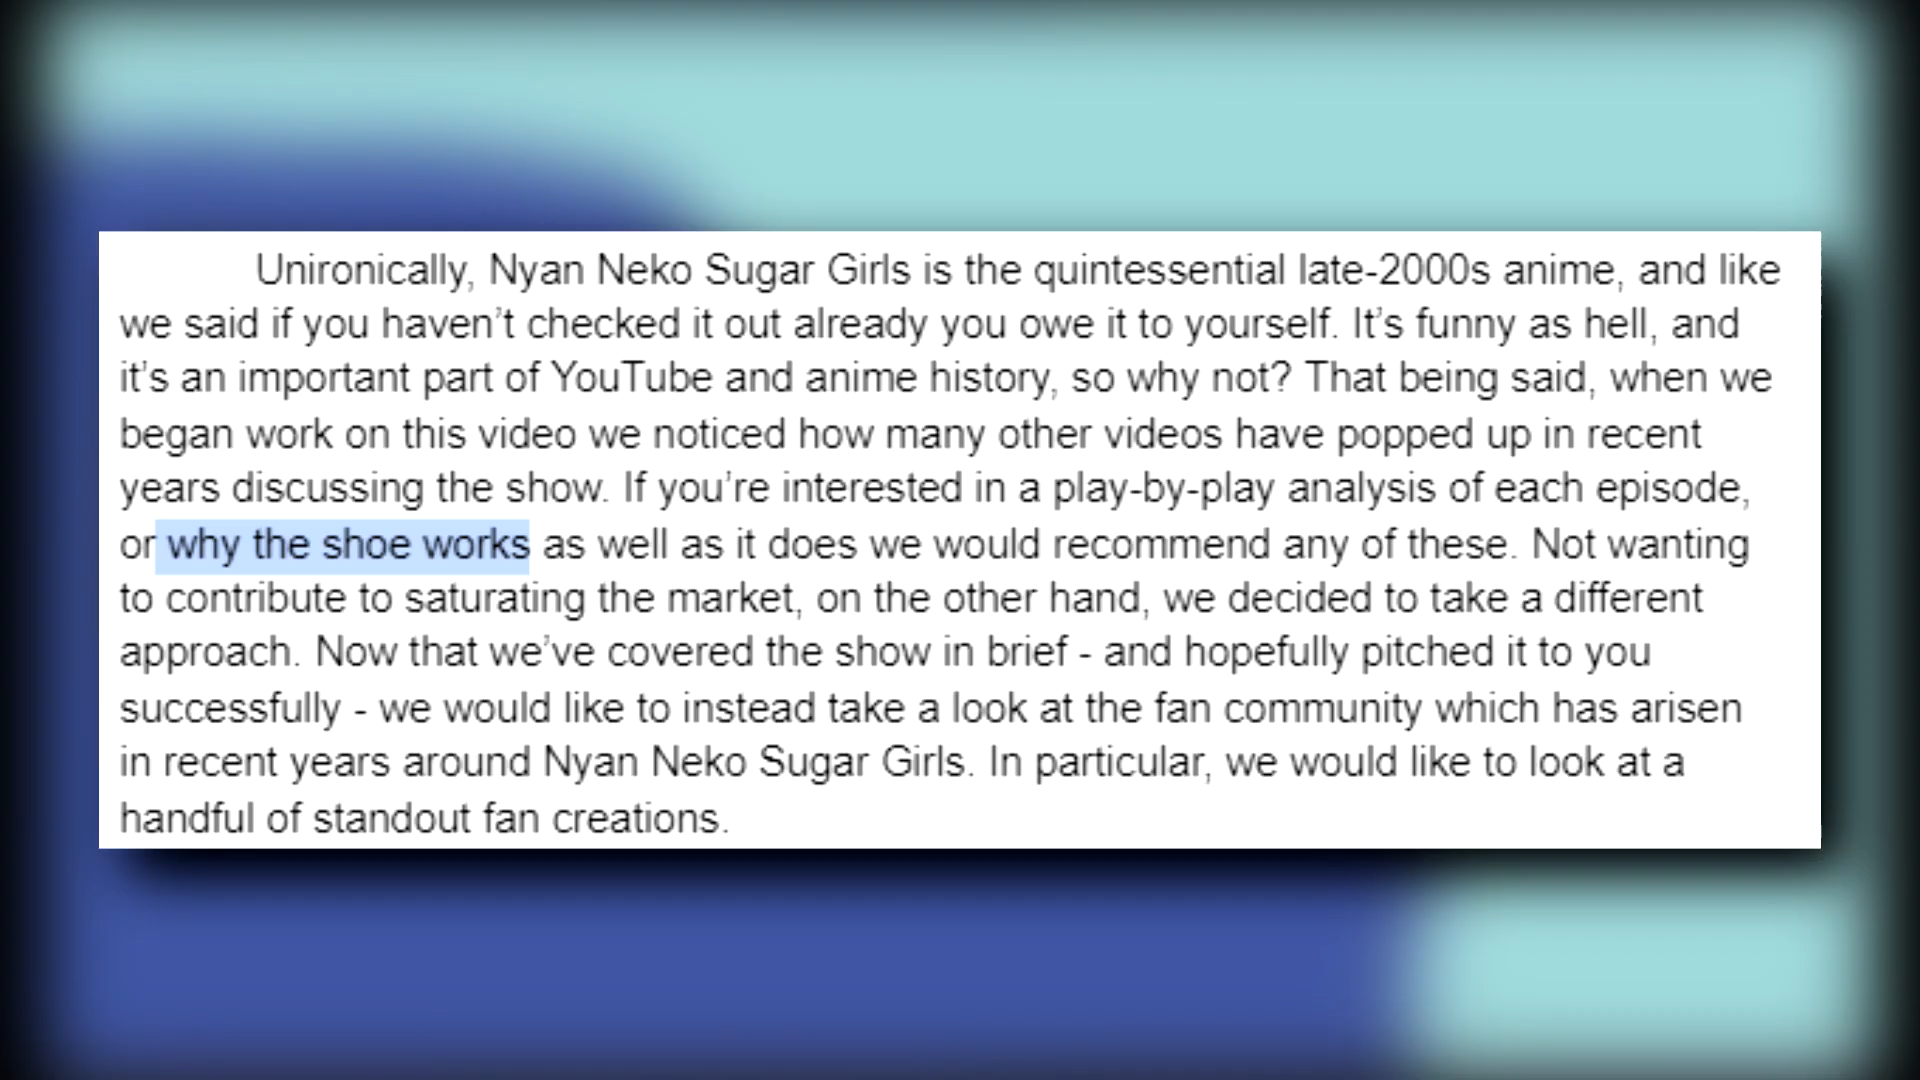 Unironically, Nyan Neko Sugar Girls is the quintessential late-2000s anime, and like
we said if you haven’t checked it out already you owe it to yourself. It’s funny as hell, and
it’s an important part of YouTube and anime history, so why not? That being said, when we
began work on this video we noticed how many other videos have popped up in recent
years discussing the show. If you’re interested in a play-by-play analysis of each episode,
or why the shoe works as well as it does we would recommend any of these. Not wanting
to contribute to saturating the market, on the other hand, we decided to take a different
approach. Now that we’ve covered the show in brief - and hopefully pitched it to you
successfully - we would like to instead take a look at the fan community which has arisen
in recent years around Nyan Neko Sugar Girls. In particular, we would like to look at a
handful of standout fan creations.